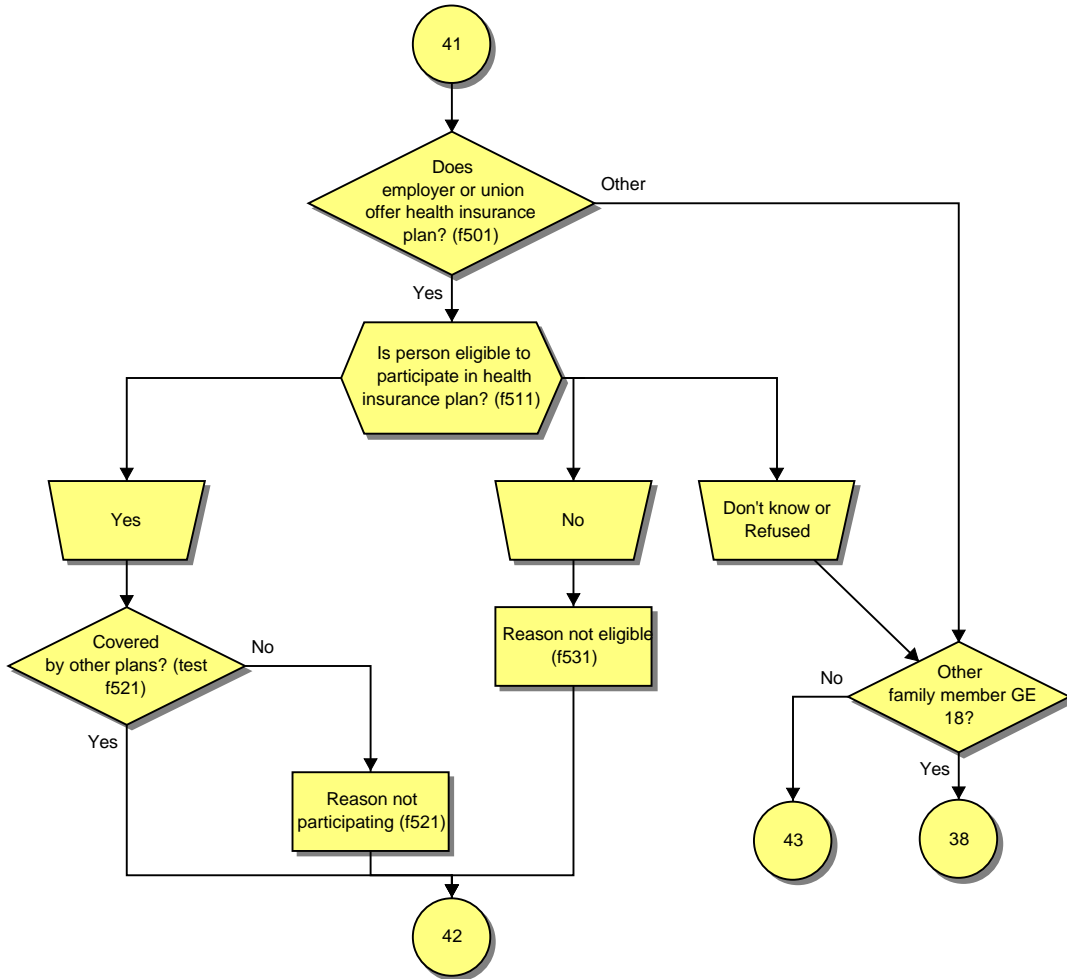 41
Does
employer or union
offer health insurance
plan? (f501)
Other
Yes
Is person eligible to
participate in health
insurance plan? (f511)
Yes
No
Don't know or
Refused
Covered
by other plans? (test
f521)
No
Yes
Reason not eligible
(f531)
Other
family member GE
18?
No
Yes
Reason not
participating (f521)
43
38
42